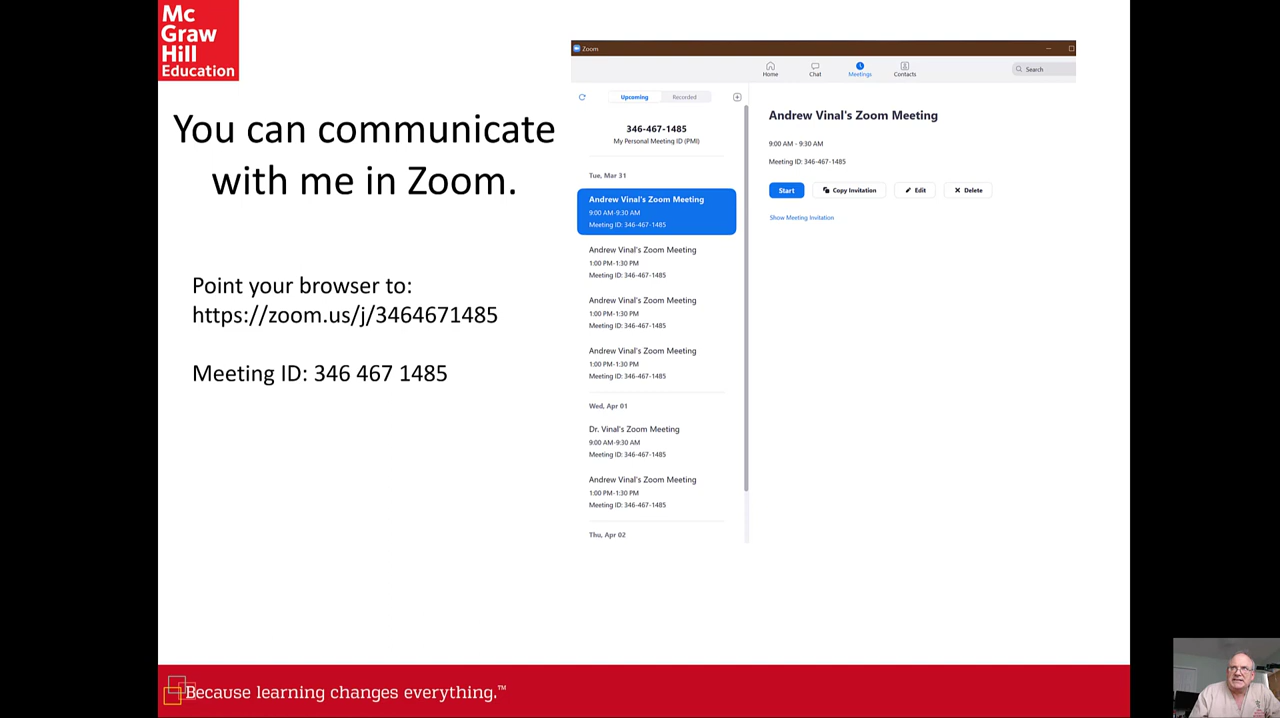 Mc
Graw
Hill
Education
You can communicate
with me in Zoom.
Point your browser to:
https://zoom.us/j/3464671485
Meeting ID: 346 467 1485
Zoom
Home
Chat
Meetings
Contacts
Search
Upcoming
Recorded
346-467-1485
My Personal Meeting ID (PMI)
Tue, Mar 31
Andrew Vinal's Zoom Meeting
9:00 AM-9:30 AM
Meeting ID: 346-467-1485
Andrew Vinal's Zoom Meeting
1:00 PM-1:30 PM
Meeting ID: 346-467-1485
Andrew Vinal's Zoom Meeting
1:00 PM-1:30 PM
Meeting ID: 346-467-1485
Andrew Vinal's Zoom Meeting
1:00 PM-1:30 PM
Meeting ID: 346-467-1485
Wed, Apr 01
Dr. Vinal's Zoom Meeting
9:00 AM-9:30 AM
Meeting ID: 346-467-1485
Andrew Vinal's Zoom Meeting
1:00 PM-1:30 PM
Meeting ID: 346-467-1485
Thu, Apr 02
Andrew Vinal's Zoom Meeting
9:00 AM - 9:30 AM
Meeting ID: 346-467-1485
Start
Copy Invitation
Edit
Delete
Show Meeting Invitation
Because learning changes everything.™